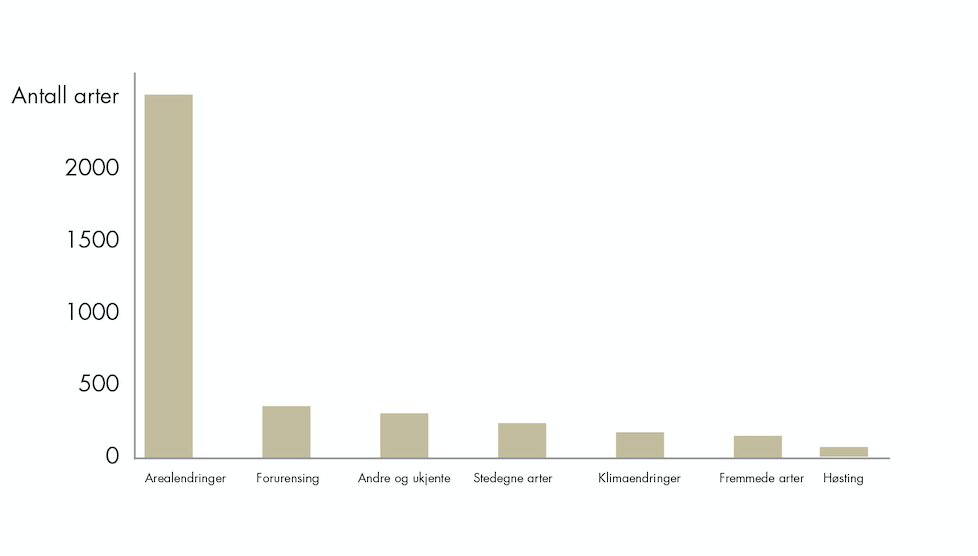 Antall arter
2000
1500
1000
500
0
Arealendringer Forurensing Andre og ukjente Stedegne arter Klimaendringer Fremmede arter Høsting